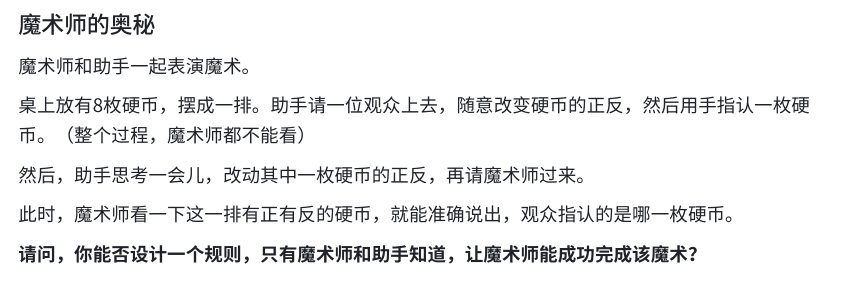 魔术师的奥秘
魔术师和助手一起表演魔术。
桌上放有8枚硬币，摆成一排。助手请一位观众上去，随意改变硬币的正反，然后用手指认一枚硬
币。（整个过程，魔术师都不能看）
然后，助手思考一会儿，改动其中一枚硬币的正反，再请魔术师过来。
此时，魔术师看一下这一排有正有反的硬币，就能准确说出，观众指认的是哪一枚硬币。
请问，你能否设计一个规则，只有魔术师和助手知道，让魔术师能成功完成该魔术？